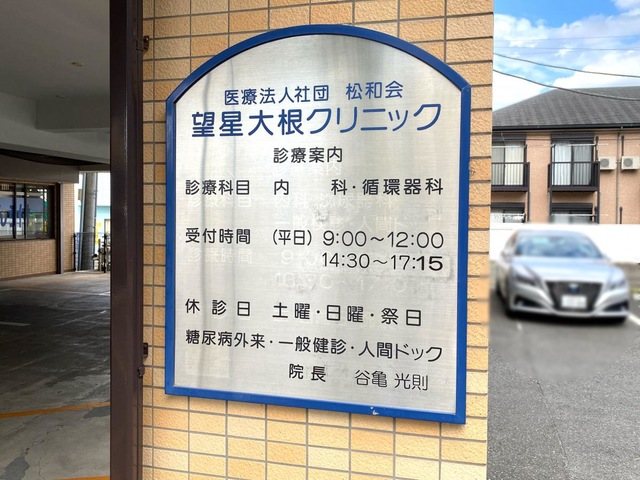 医療法人社団 松和会
望星大根クリニック
診療案内
診療科目 内 科・循環器科
受付時間 (平日) 9:00〜12:00
14:30〜17:15
休診日 土曜・日曜・祭日
糖尿病外来・一般健診・人間ドック
院長 谷亀 光則